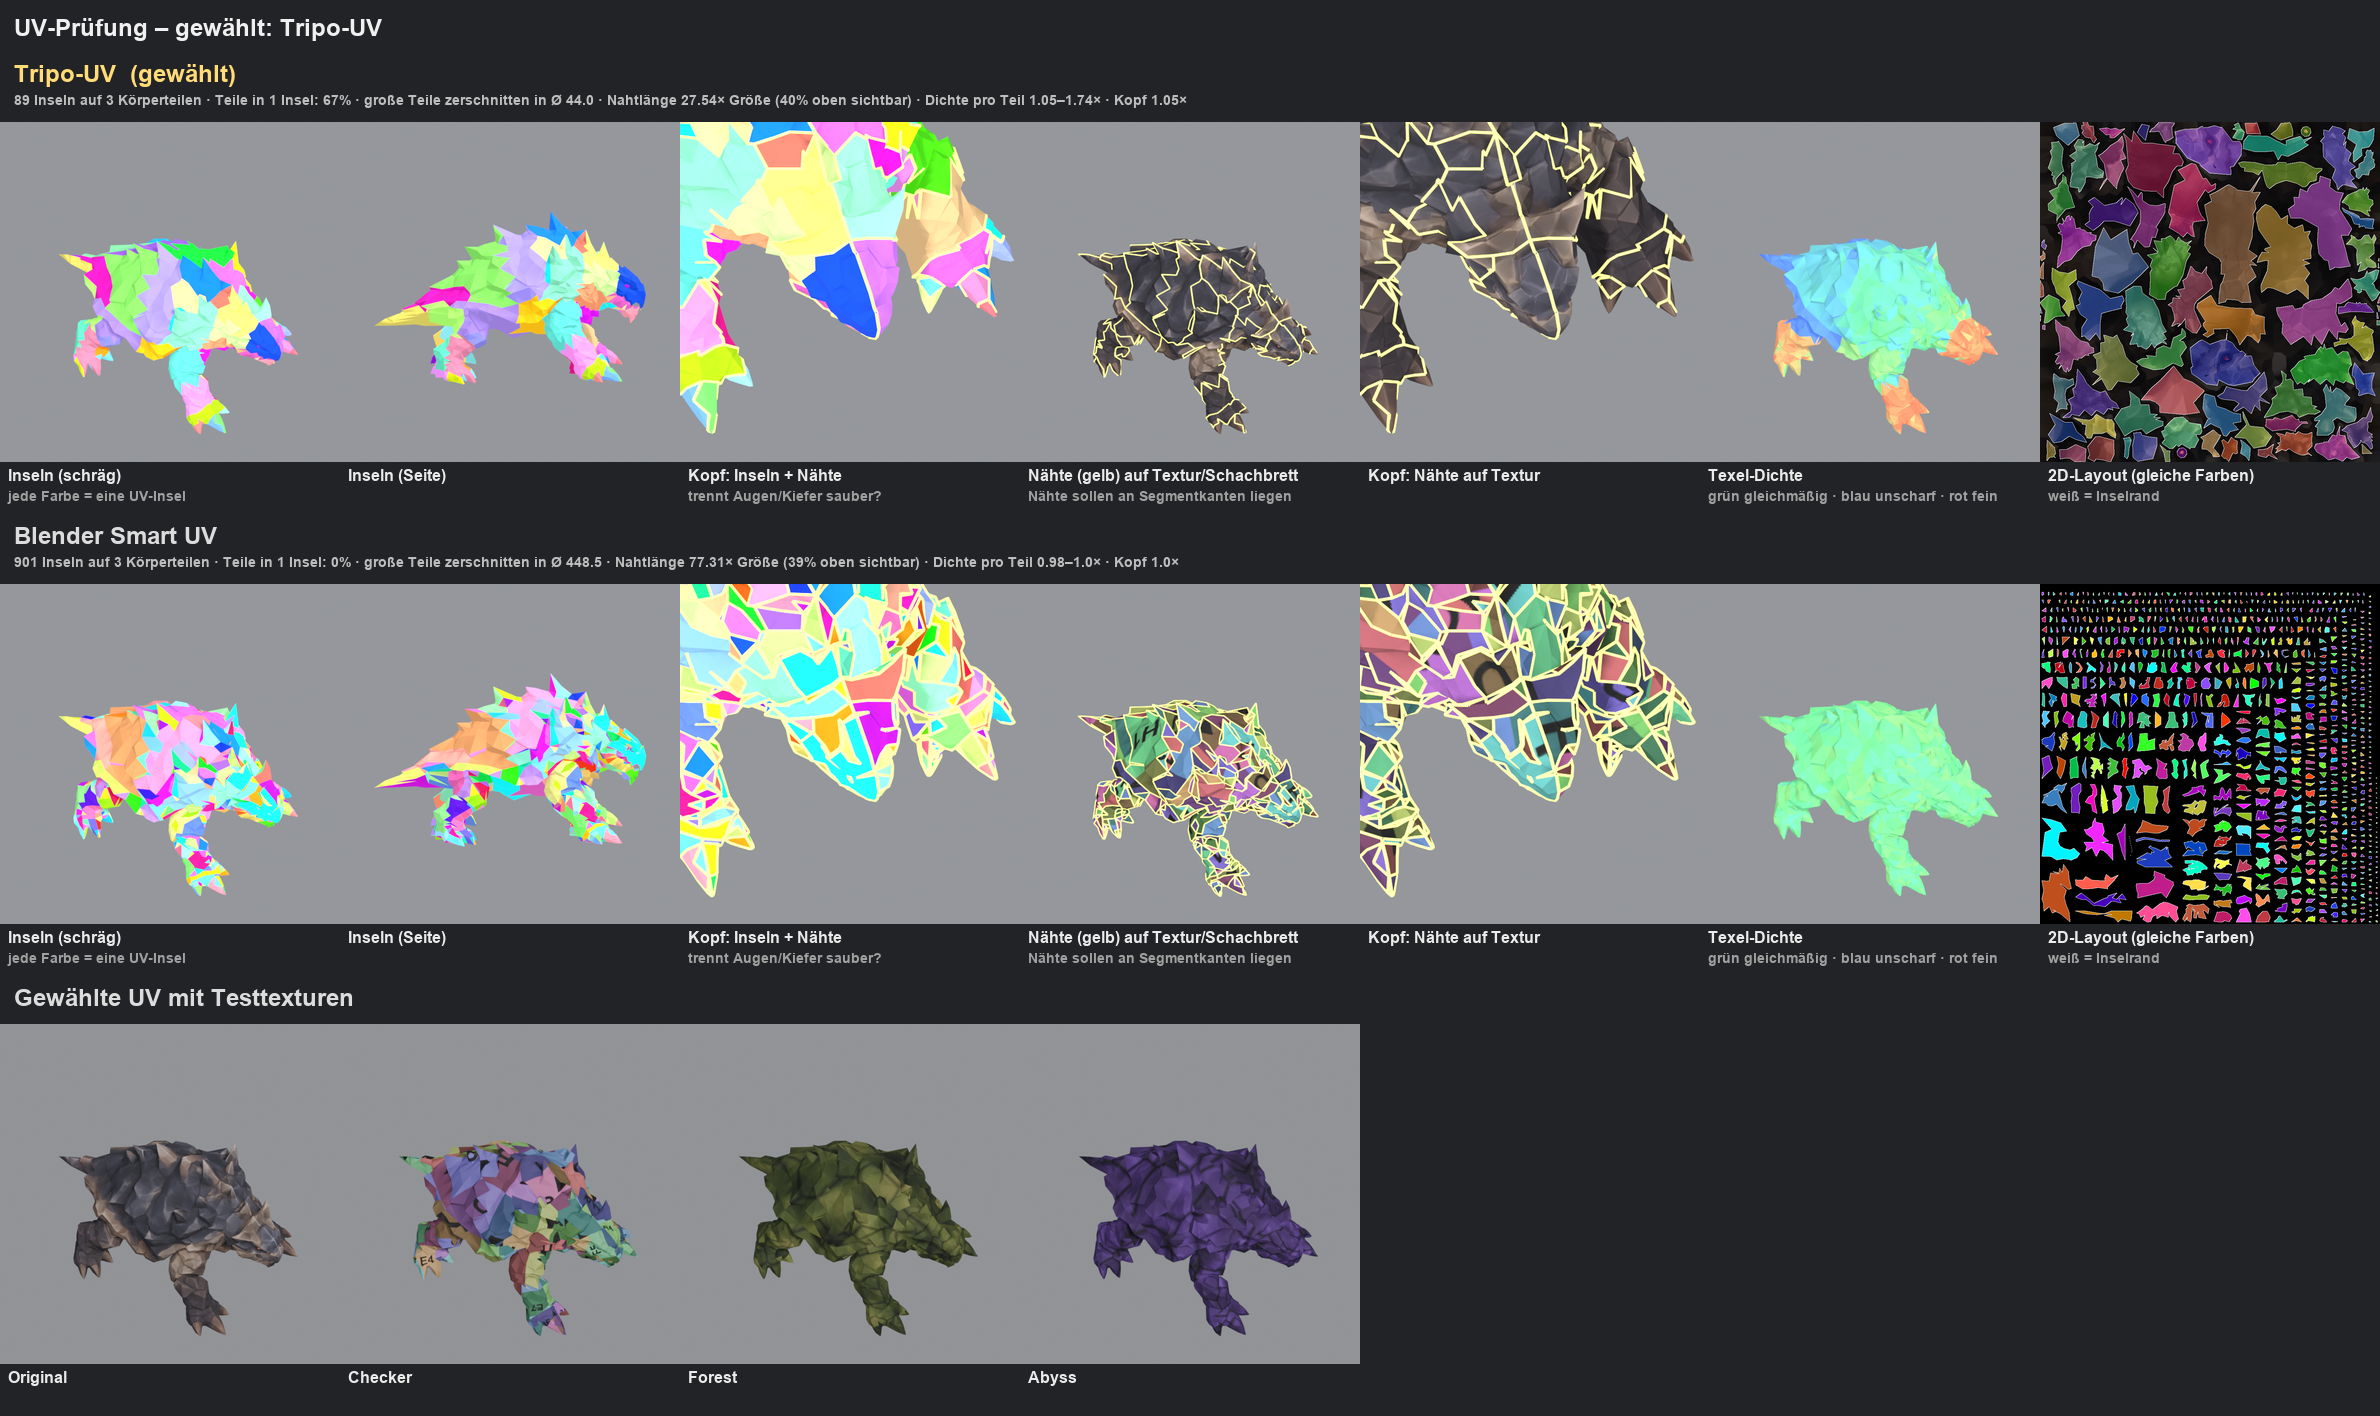 UV-Prüfung – gewählt: Tripo-UV
Tripo-UV (gewählt)
89 Inseln auf 3 Körperteilen · Teile in 1 Insel: 67% · große Teile zerschnitten in Ø 44.0 · Nahtlänge 27.54× Größe (40% oben sichtbar) · Dichte pro Teil 1.05–1.74× · Kopf 1.05×
Inseln (schräg)
jede Farbe = eine UV-Insel
Inseln (Seite)
Kopf: Inseln + Nähte
trennt Augen/Kiefer sauber?
Nähte (gelb) auf Textur/Schachbrett
Nähte sollen an Segmentkanten liegen
Kopf: Nähte auf Textur
Texel-Dichte
grün gleichmäßig · blau unscharf · rot fein
2D-Layout (gleiche Farben)
weiß = Inselrand
Blender Smart UV
901 Inseln auf 3 Körperteilen · Teile in 1 Insel: 0% · große Teile zerschnitten in Ø 448.5 · Nahtlänge 77.31× Größe (39% oben sichtbar) · Dichte pro Teil 0.98–1.0× · Kopf 1.0×
Inseln (schräg)
jede Farbe = eine UV-Insel
Inseln (Seite)
Kopf: Inseln + Nähte
trennt Augen/Kiefer sauber?
Nähte (gelb) auf Textur/Schachbrett
Nähte sollen an Segmentkanten liegen
Kopf: Nähte auf Textur
Texel-Dichte
grün gleichmäßig · blau unscharf · rot fein
2D-Layout (gleiche Farben)
weiß = Inselrand
Gewählte UV mit Testtexturen
E4
Original
Checker
Forest
Abyss